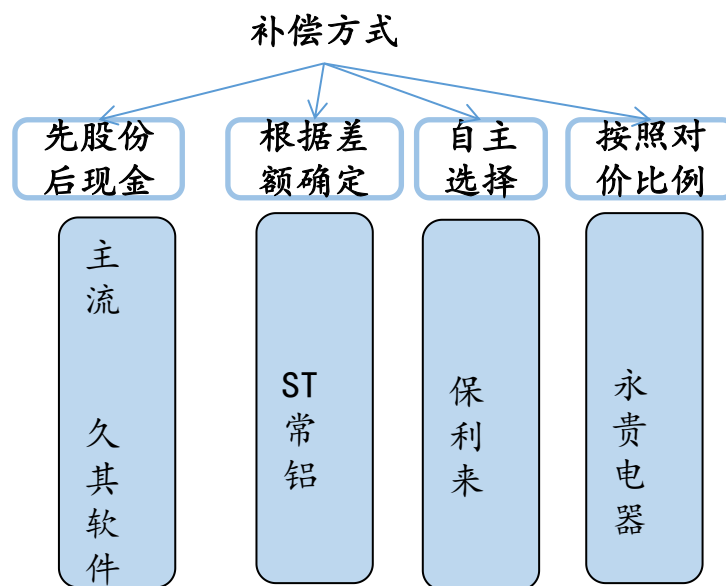 补偿方式
先股份
后现金
根据差
额确定
自主
选择
按照对
价比例
主
流
久
其
软
件
ST
常
铝
保
利
来
永
贵
电
器